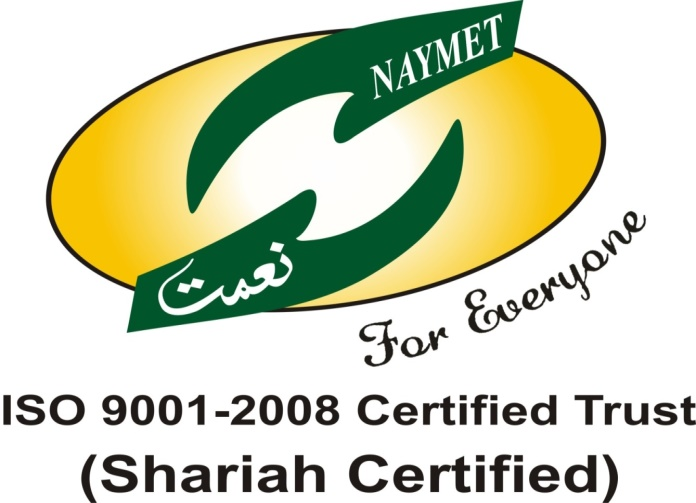 NAYMET
نعمت
For Everyone
ISO 9001-2008 Certified Trust
(Shariah Certified)